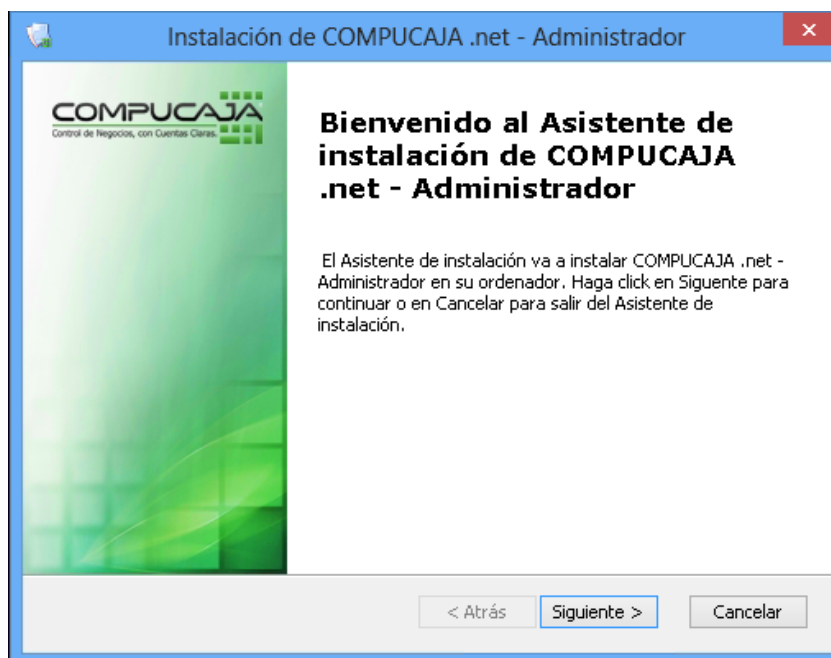 Instalación de COMPUCAJA .net - Administrador
COMPUCAJA
Control de Negocios, con Cuentas Claras.
Bienvenido al Asistente de
instalación de COMPUCAJA
.net - Administrador
El Asistente de instalación va a instalar COMPUCAJA .net -
Administrador en su ordenador. Haga click en Siguente para
continuar o en Cancelar para salir del Asistente de
instalación.
< Atrás
Siguiente >
Cancelar